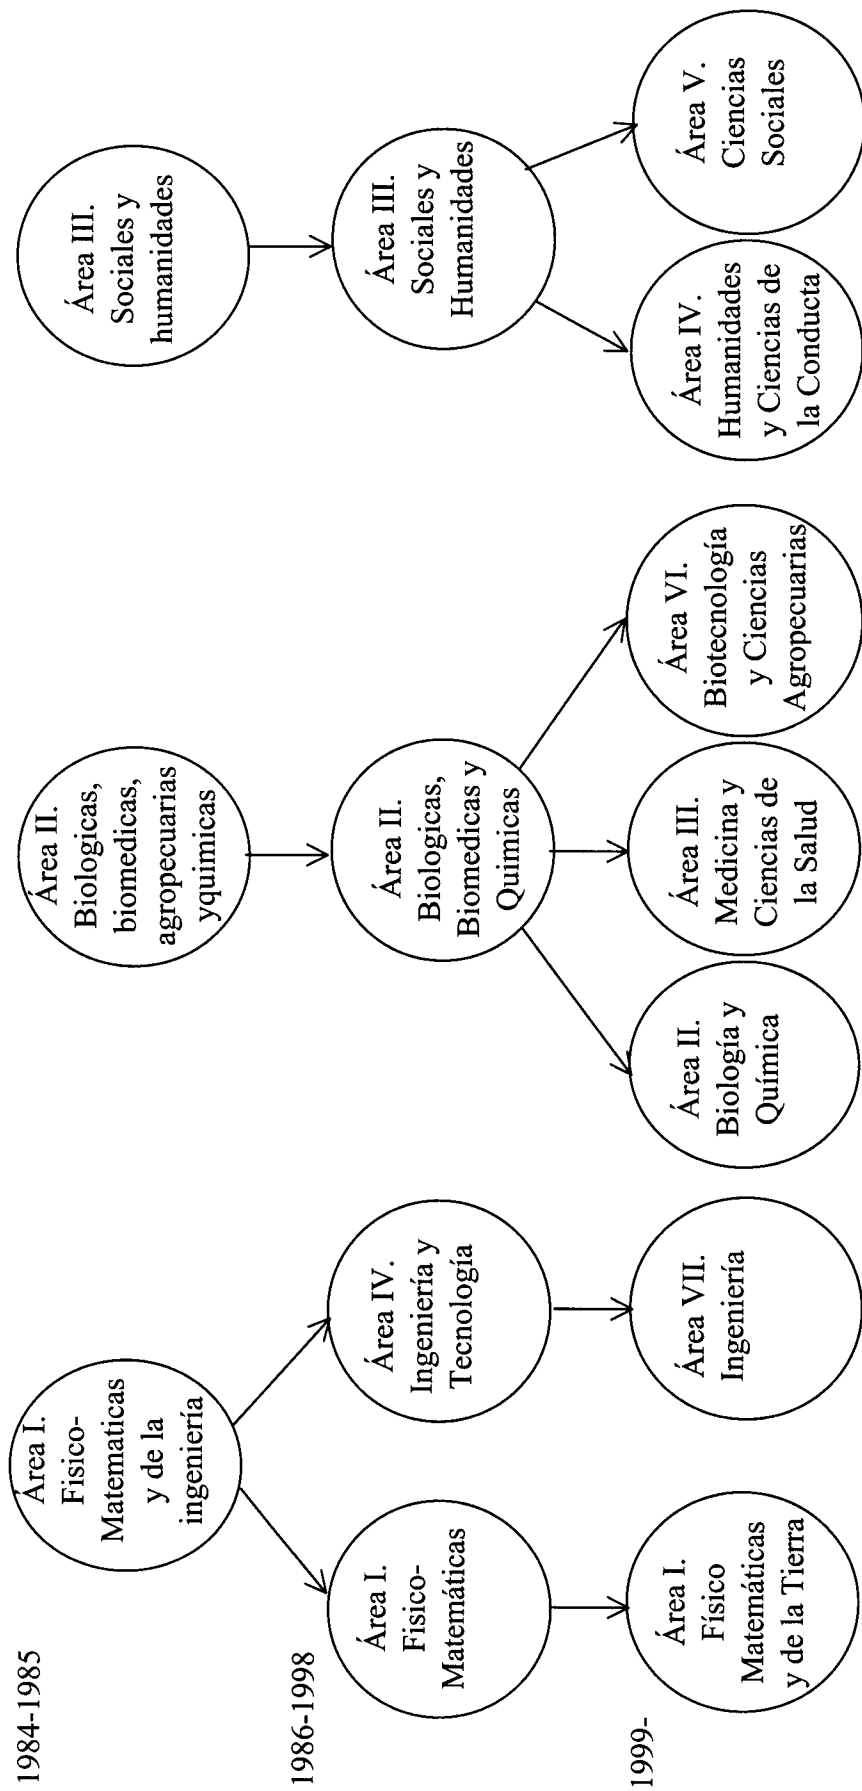 1984-1985
Área I.
Fisico-
Matematicas
y de la
ingeniería
Área II.
Biologicas,
biomedicas,
agropecuarias
yquimicas
Área III.
Sociales y
humanidades
1986-1998
Área I.
Fisico-
Matemáticas
Área IV.
Ingeniería y
Tecnología
Área II.
Biologicas,
Biomedicas y
Quimicas
Área III.
Sociales y
Humanidades
1999-
Área I.
Físico
Matemáticas
y de la Tierra
Área VII.
Ingeniería
Área II.
Biología y
Química
Área III.
Medicina y
Ciencias de
la Salud
Área VI.
Biotecnología
y Ciencias
Agropecuarias
Área IV.
Humanidades
y Ciencias de
la Conducta
Área V.
Ciencias
Sociales